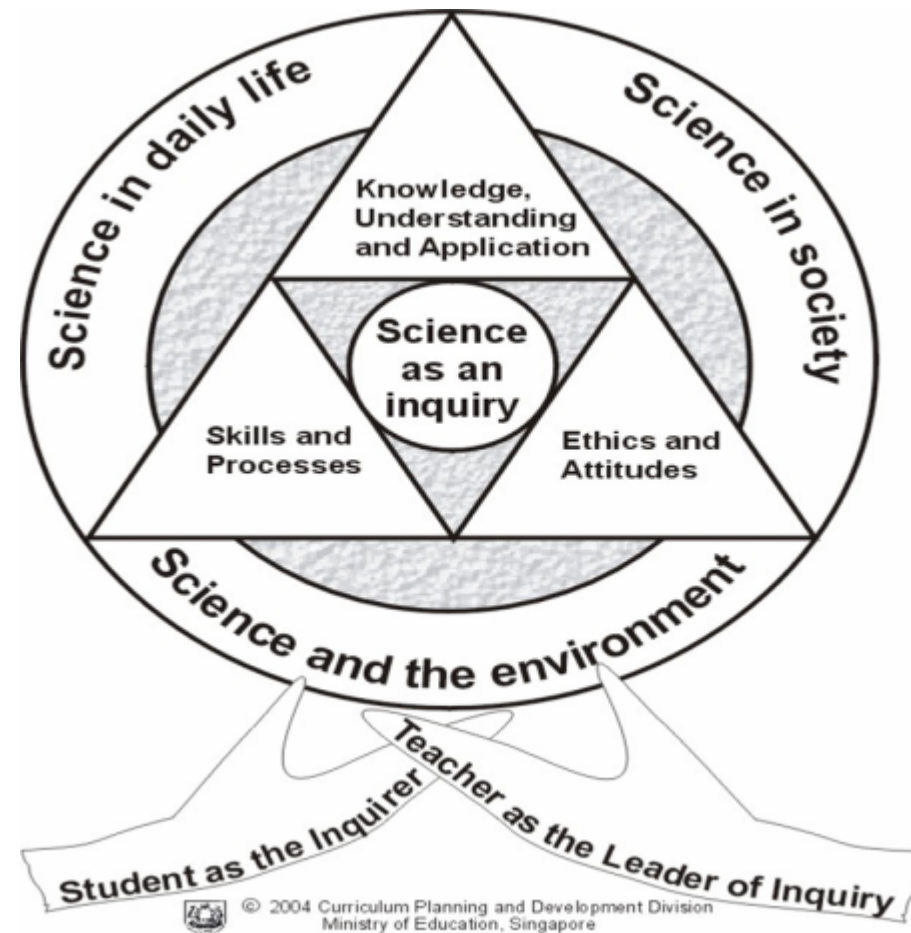 Science in daily life
Science in society
Knowledge,
Understanding
and Application
Science
as an
inquiry
Skills and
Processes
Ethics and
Attitudes
Science and the environment
Student as the Inquirer
Teacher as the Leader of Inquiry
© 2004 Curriculum Planning and Development Division
Ministry of Education, Singapore